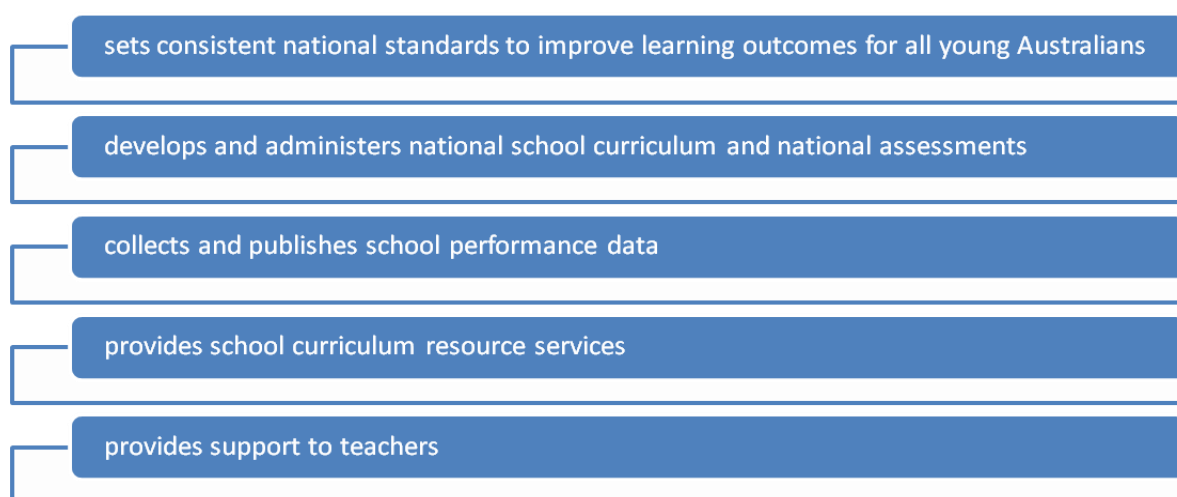 sets consistent national standards to improve learning outcomes for all young Australians
develops and administers national school curriculum and national assessments
collects and publishes school performance data
provides school curriculum resource services
provides support to teachers